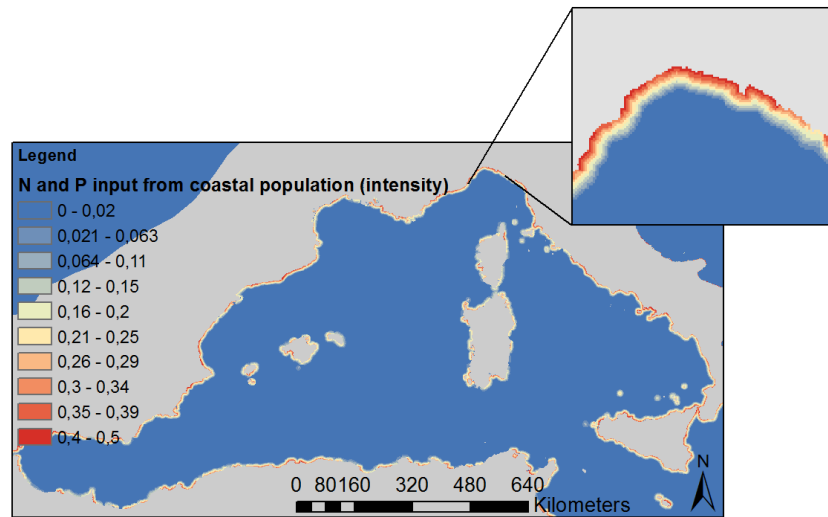 Legend
N and P input from coastal population (intensity)
0 - 0,02
0,021 - 0,063
0,064 - 0,11
0,12 - 0,15
0,16 - 0,2
0,21 - 0,25
0,26 - 0,29
0,3 - 0,34
0,35 - 0,39
0,4 - 0,5
N
0 80 160 320 480 640
Kilometers